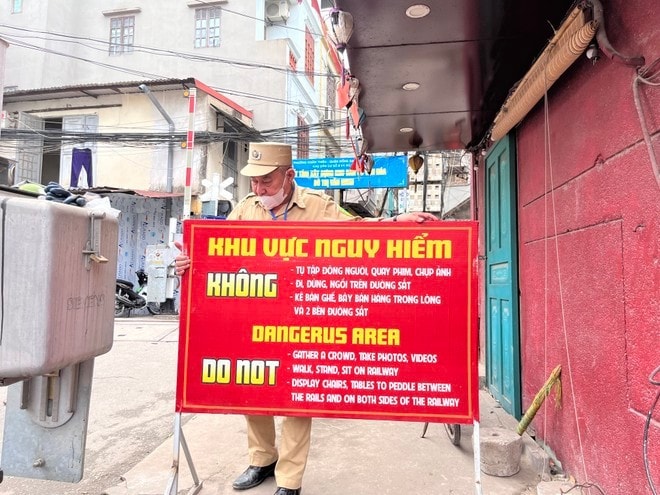 KHU VỰC NGUY HIỂM
KHÔNG
- TỤ TẬP ĐÔNG NGƯỜI, QUAY PHIM, CHỤP ẢNH
- ĐI, ĐỨNG, NGỒI TRÊN ĐƯỜNG SẮT
- KÊ BÀN GHẾ, BÀY BÁN HÀNG TRONG LÒNG
VÀ 2 BÊN ĐƯỜNG SẮT
DANGERUS AREA
DO NOT
- GATHER A CROWD, TAKE PHOTOS, VIDEOS
- WALK, STAND, SIT ON RAILWAY
- DISPLAY CHAIRS, TABLES TO PEDDLE BETWEEN
THE RAILS AND ON BOTH SIDES OF THE RAILWAY